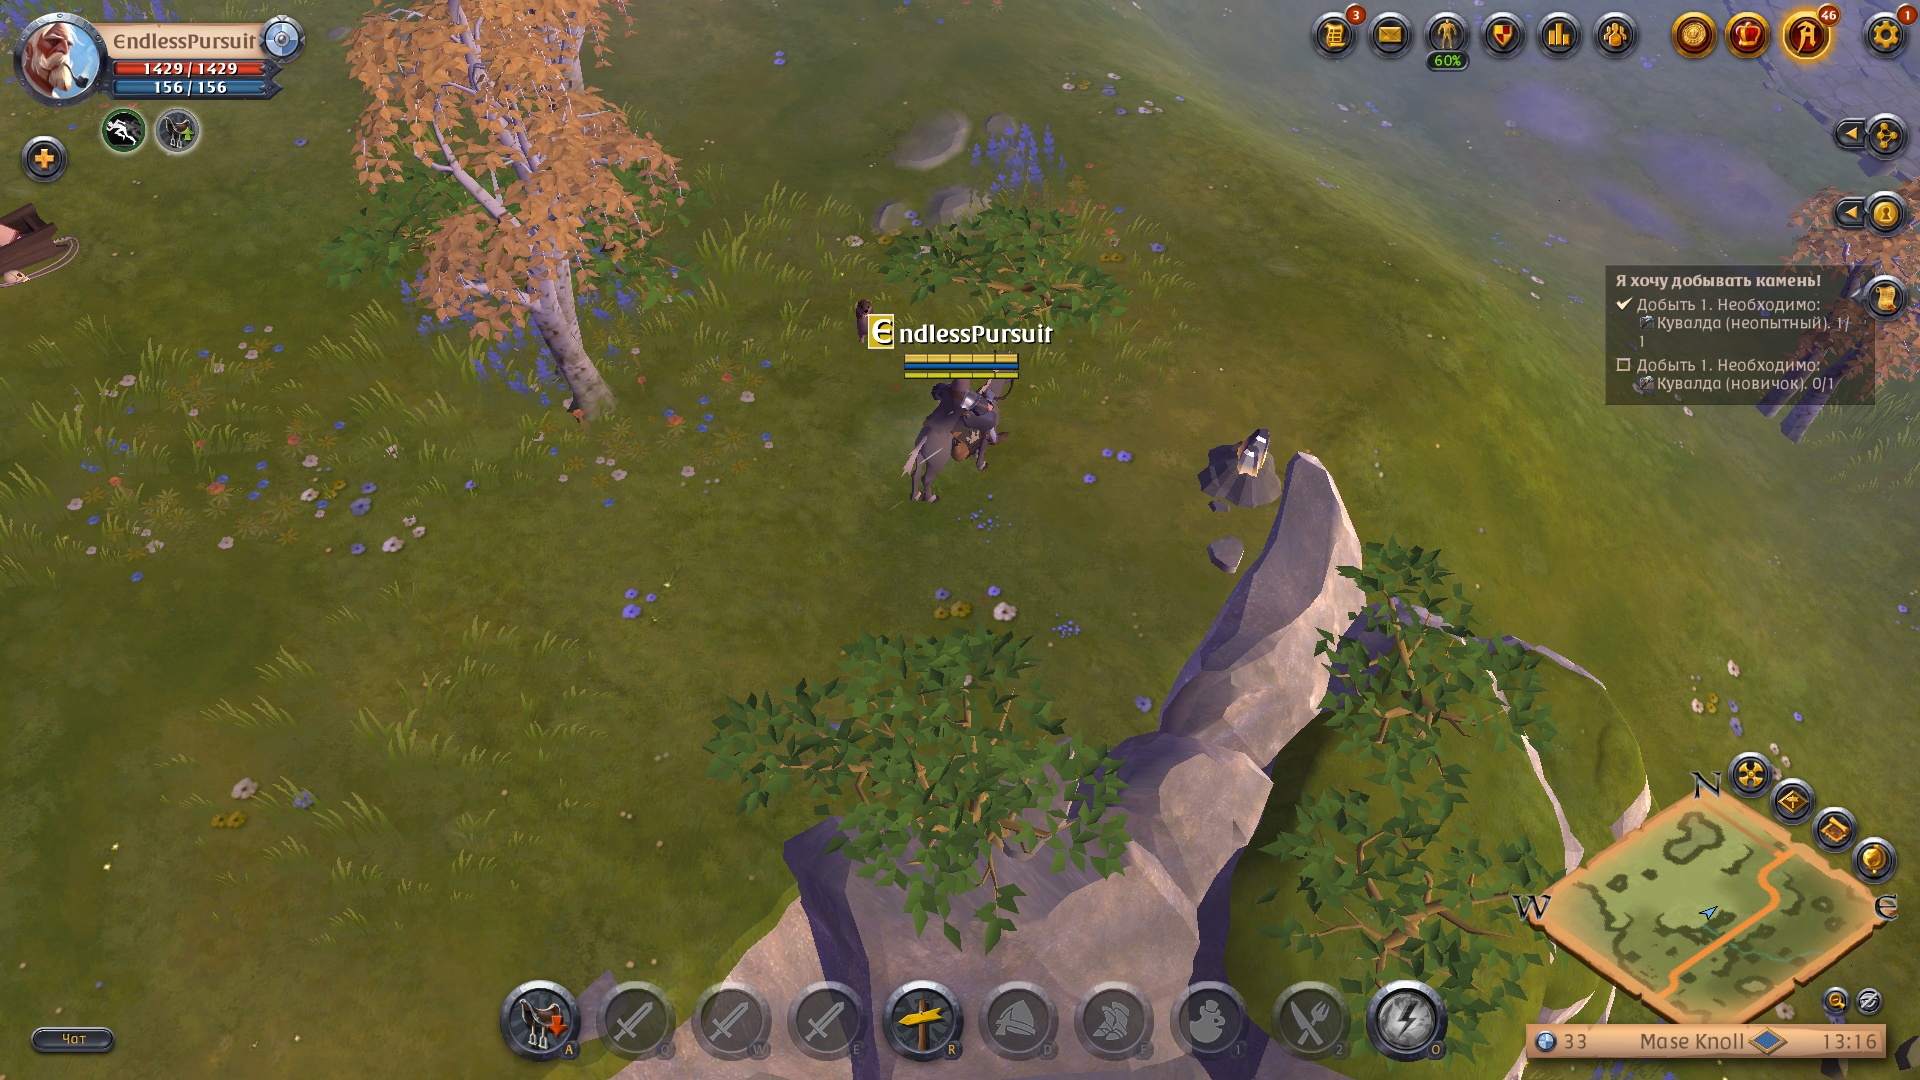 EndlessPursuit
1429 / 1429
156 / 156
3
60%
46
1
Я хочу добывать камень!
Добыть 1. Необходимо:
Кувалда (неопытный). 1/
1
Добыть 1. Необходимо:
Кувалда (новичок). 0/1
EndlessPursuit
N
W
E
Чат
A
Q
W
E
R
D
F
1
2
O
33
Mase Knoll
13:16